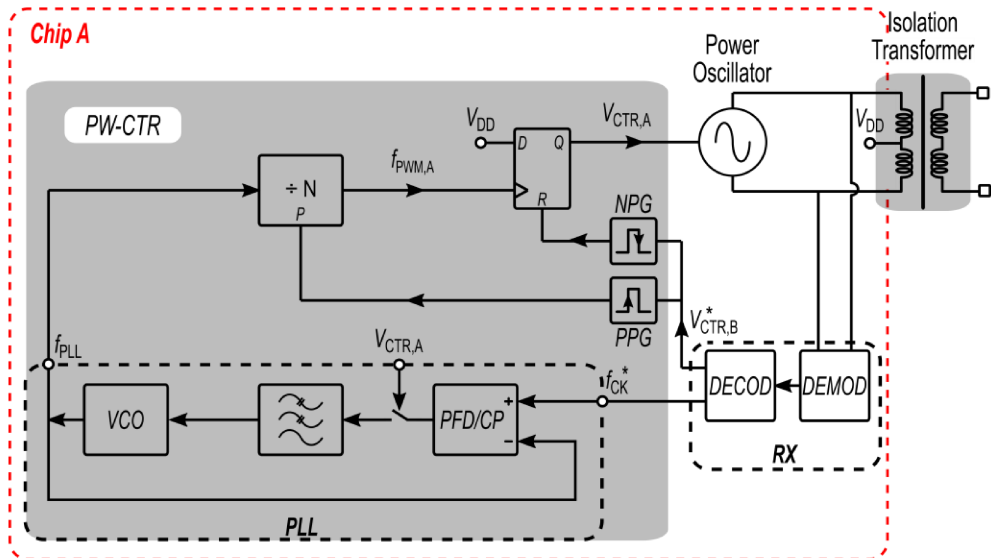 Chip A
Isolation
Transformer
Power
Oscillator
PW-CTR
V_DD
D
Q
V_CTR,A
V_DD
÷ N
P
f_PWM,A
R
NPG
PPG
V*_CTR,B
f_PLL
V_CTR,A
f_CK*
VCO
PFD/CP
+
−
DECOD
DEMOD
RX
PLL